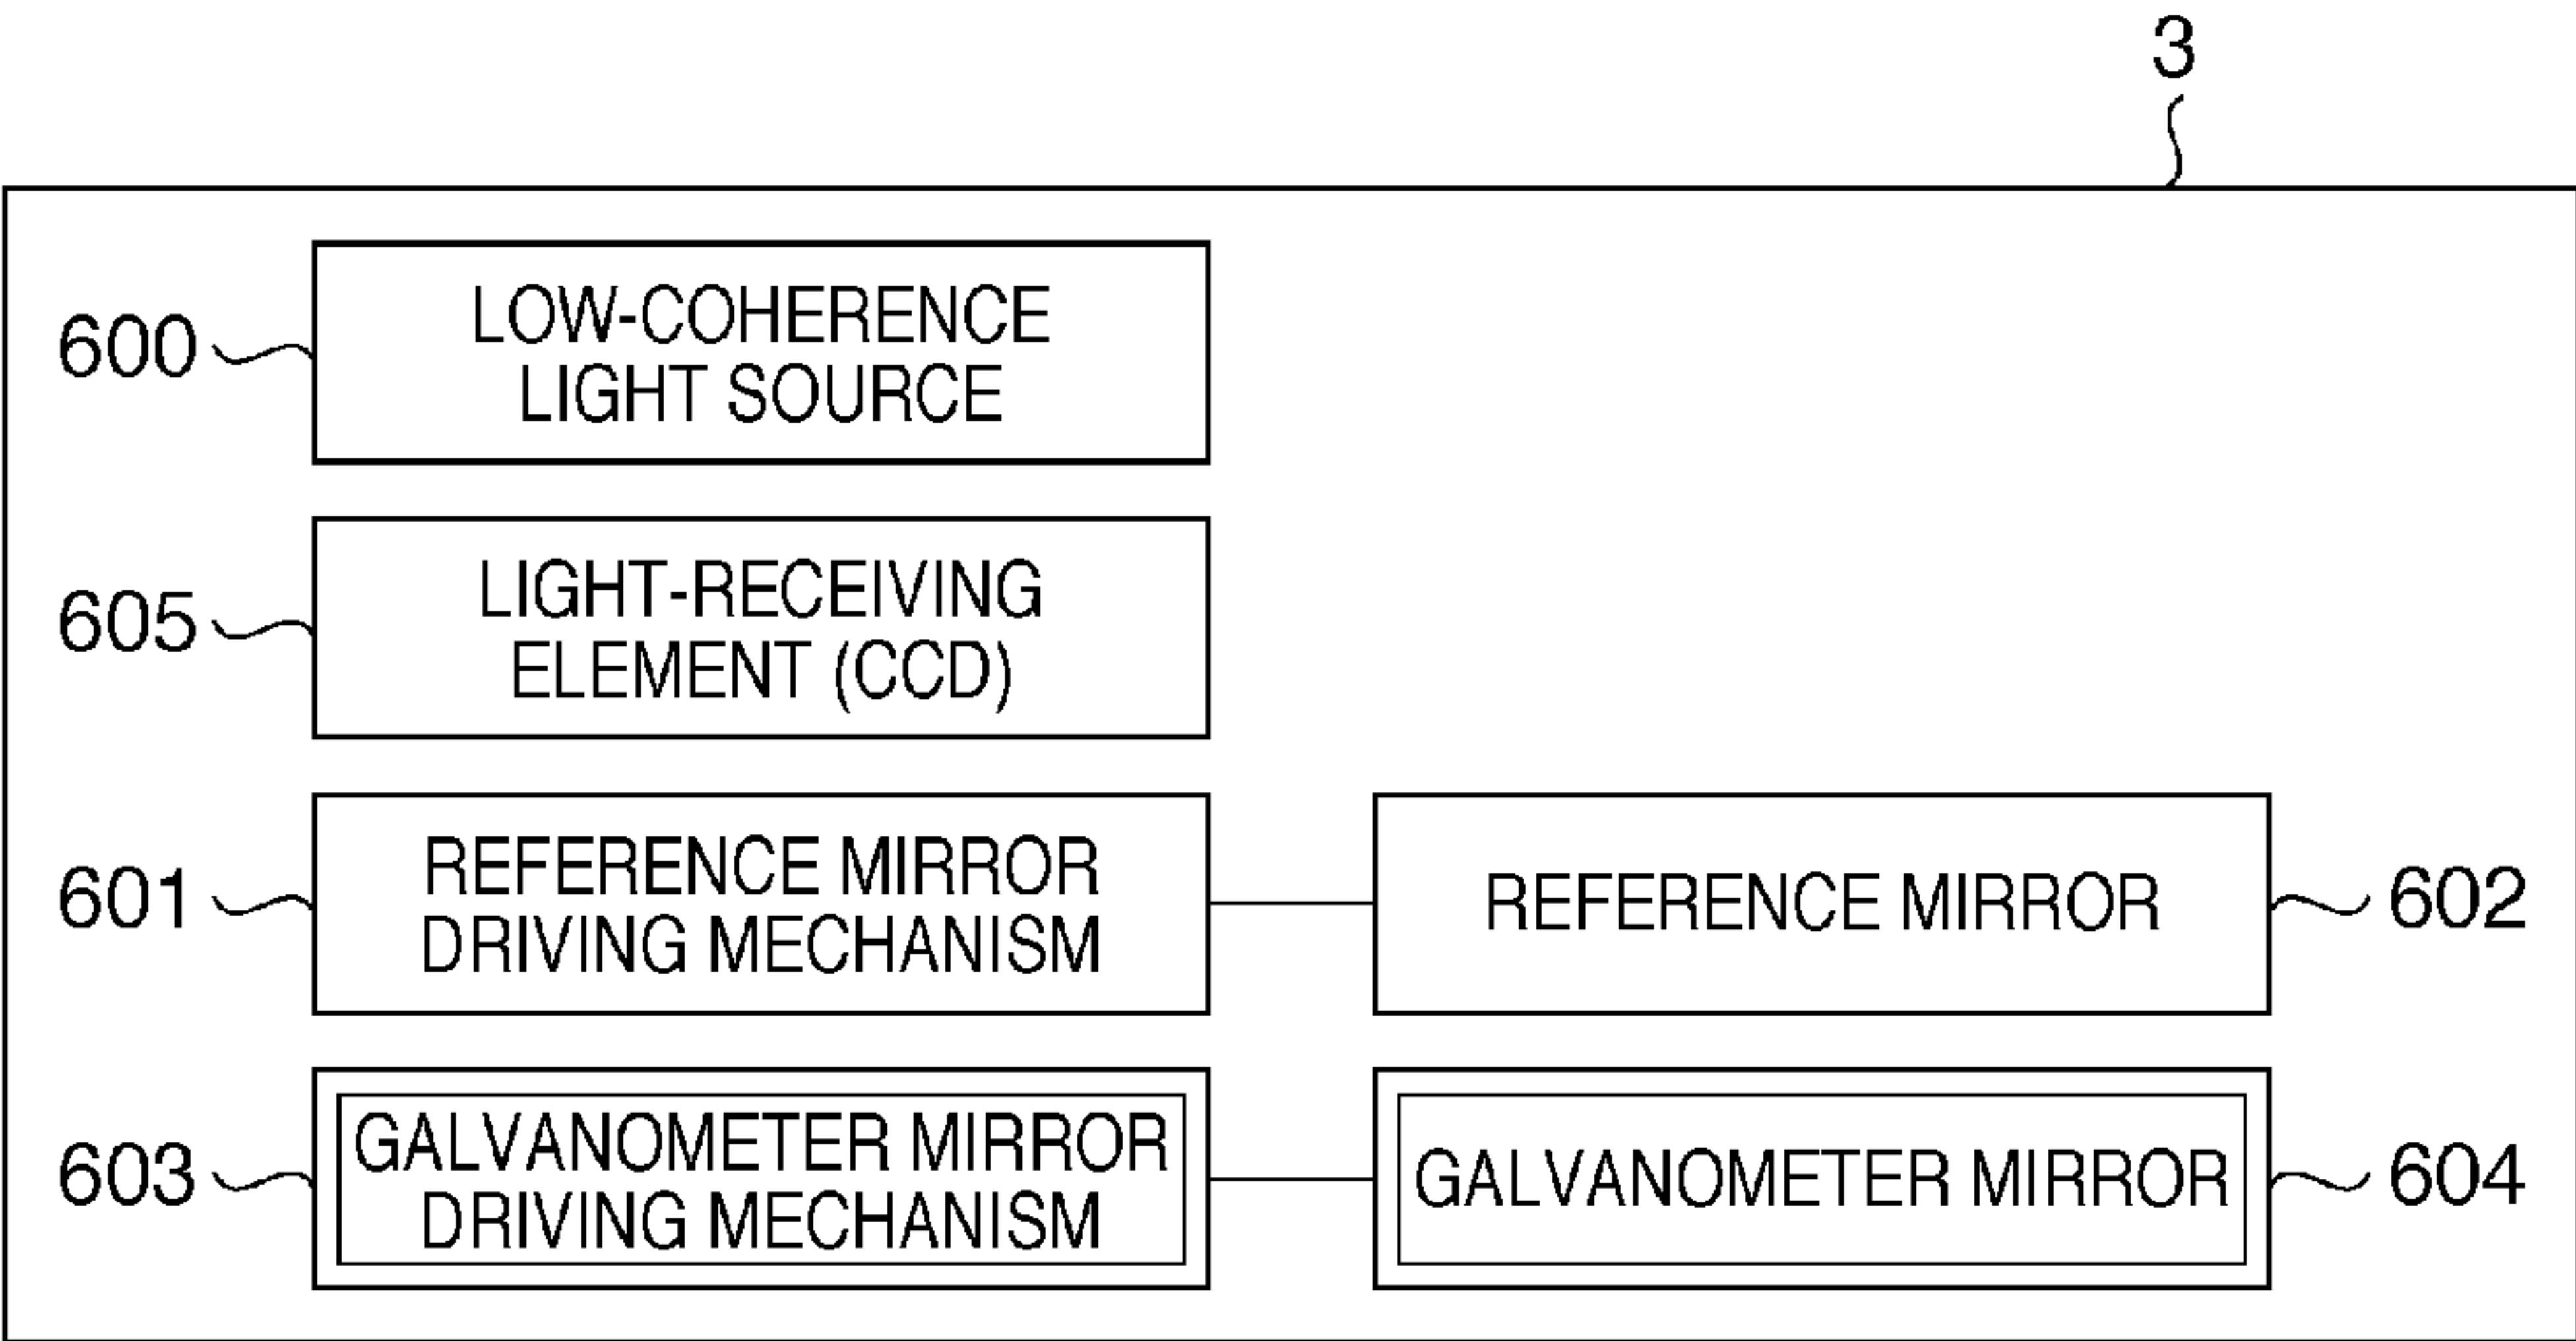 3
600
LOW-COHERENCE
LIGHT SOURCE
605
LIGHT-RECEIVING
ELEMENT (CCD)
601
REFERENCE MIRROR
DRIVING MECHANISM
REFERENCE MIRROR
602
603
GALVANOMETER MIRROR
DRIVING MECHANISM
GALVANOMETER MIRROR
604